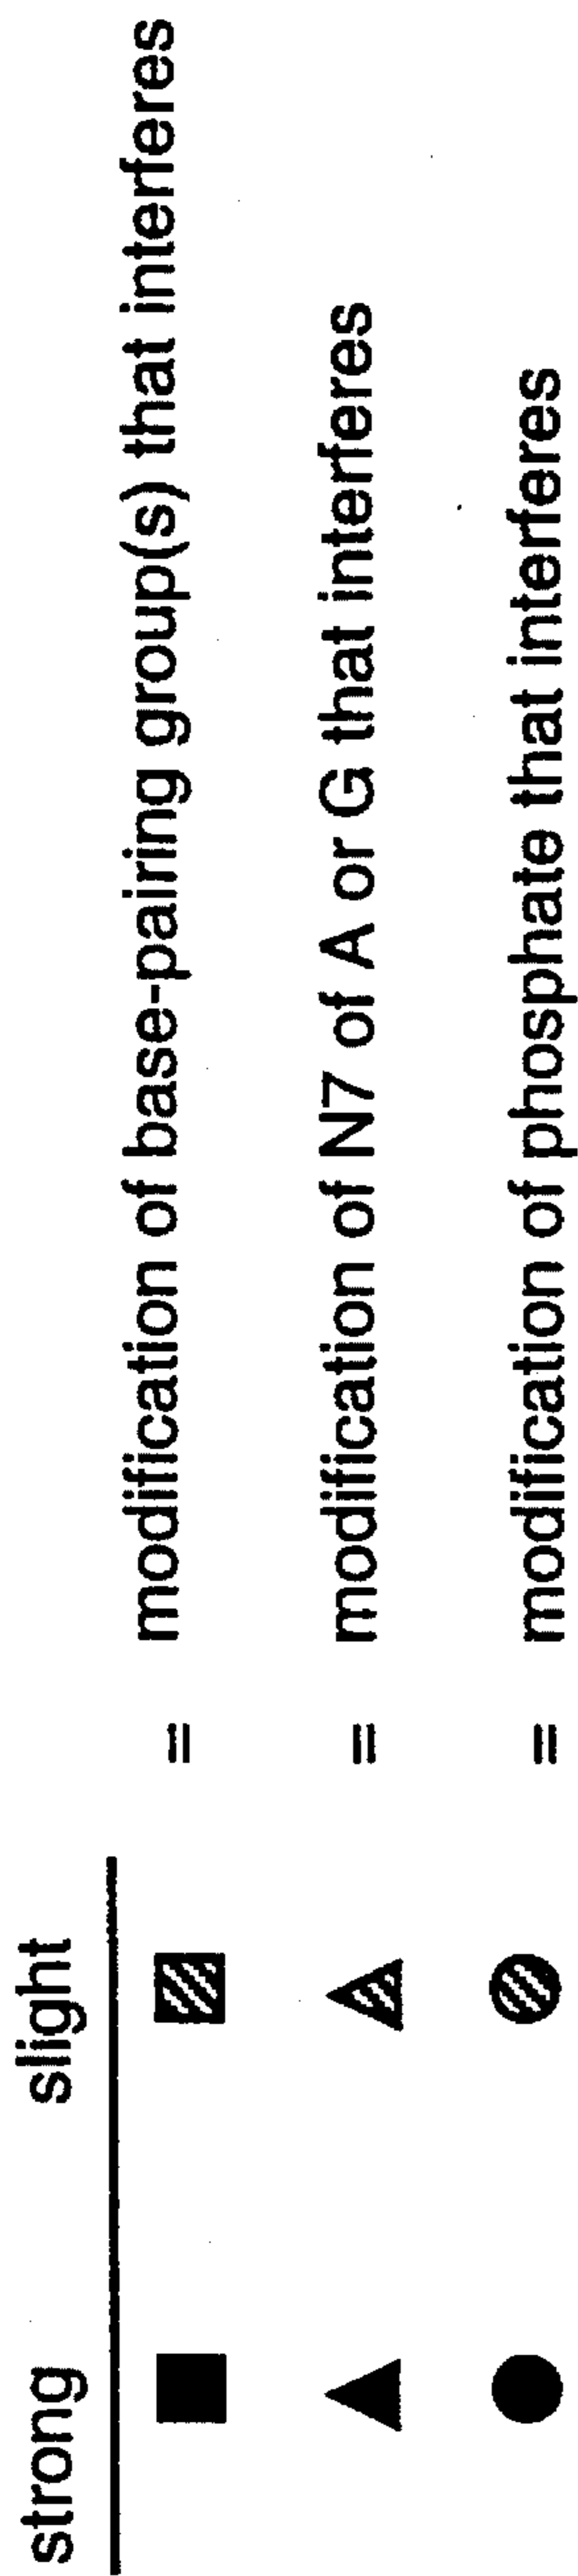 strong slight
■ ▨ = modification of base-pairing group(s) that interferes
▲ ▲ = modification of N7 of A or G that interferes
● ● = modification of phosphate that interferes